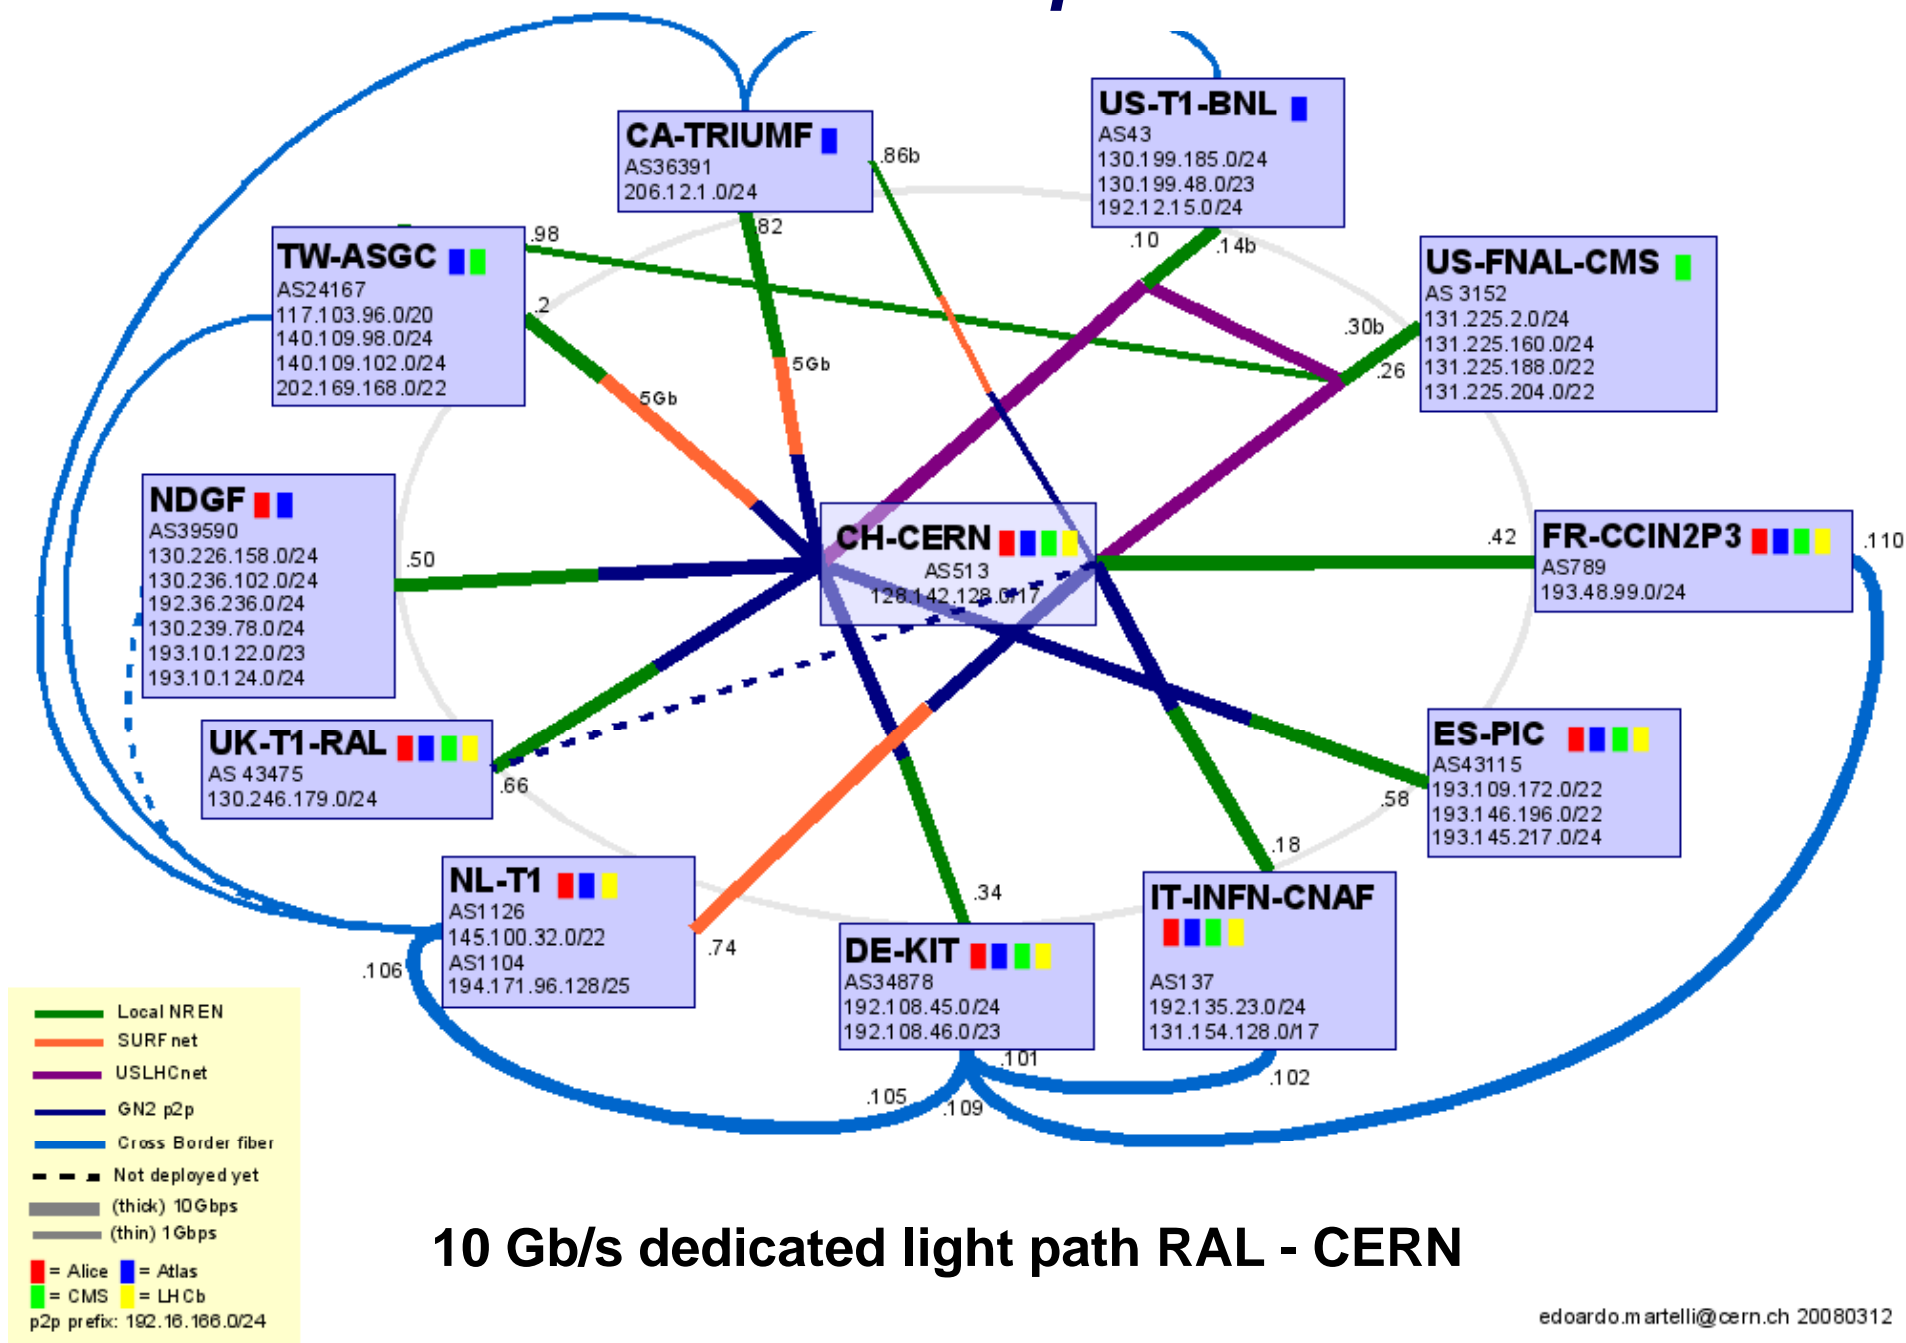 CA-TRIUMF
AS36391
206.12.1.0/24
.86b
82
5Gb
US-T1-BNL
AS43
130.199.185.0/24
130.199.48.0/23
192.12.15.0/24
.10
.14b
TW-ASGC
AS24167
117.103.96.0/20
140.109.98.0/24
140.109.102.0/24
202.169.168.0/22
.98
.2
5Gb
US-FNAL-CMS
AS 3152
131.225.2.0/24
131.225.160.0/24
131.225.188.0/22
131.225.204.0/22
.30b
.26
NDGF
AS39590
130.226.158.0/24
130.236.102.0/24
192.36.236.0/24
130.239.78.0/24
193.10.122.0/23
193.10.124.0/24
.50
CH-CERN
AS513
128.142.128.0/17
.42
FR-CCIN2P3
AS789
193.48.99.0/24
.110
UK-T1-RAL
AS 43475
130.246.179.0/24
.66
ES-PIC
AS43115
193.109.172.0/22
193.146.196.0/22
193.145.217.0/24
.58
NL-T1
AS1126
145.100.32.0/22
AS1104
194.171.96.128/25
.106
.74
DE-KIT
AS34878
192.108.45.0/24
192.108.46.0/23
.34
.101
.105
.109
IT-INFN-CNAF
AS137
192.135.23.0/24
131.154.128.0/17
.18
.102
Local NREN
SURFnet
USLHCnet
GN2 p2p
Cross Border fiber
Not deployed yet
(thick) 10Gbps
(thin) 1Gbps
= Alice = Atlas
= CMS = LHCb
p2p prefix: 192.16.166.0/24
10 Gb/s dedicated light path RAL - CERN
edoardo.martelli@cern.ch 20080312